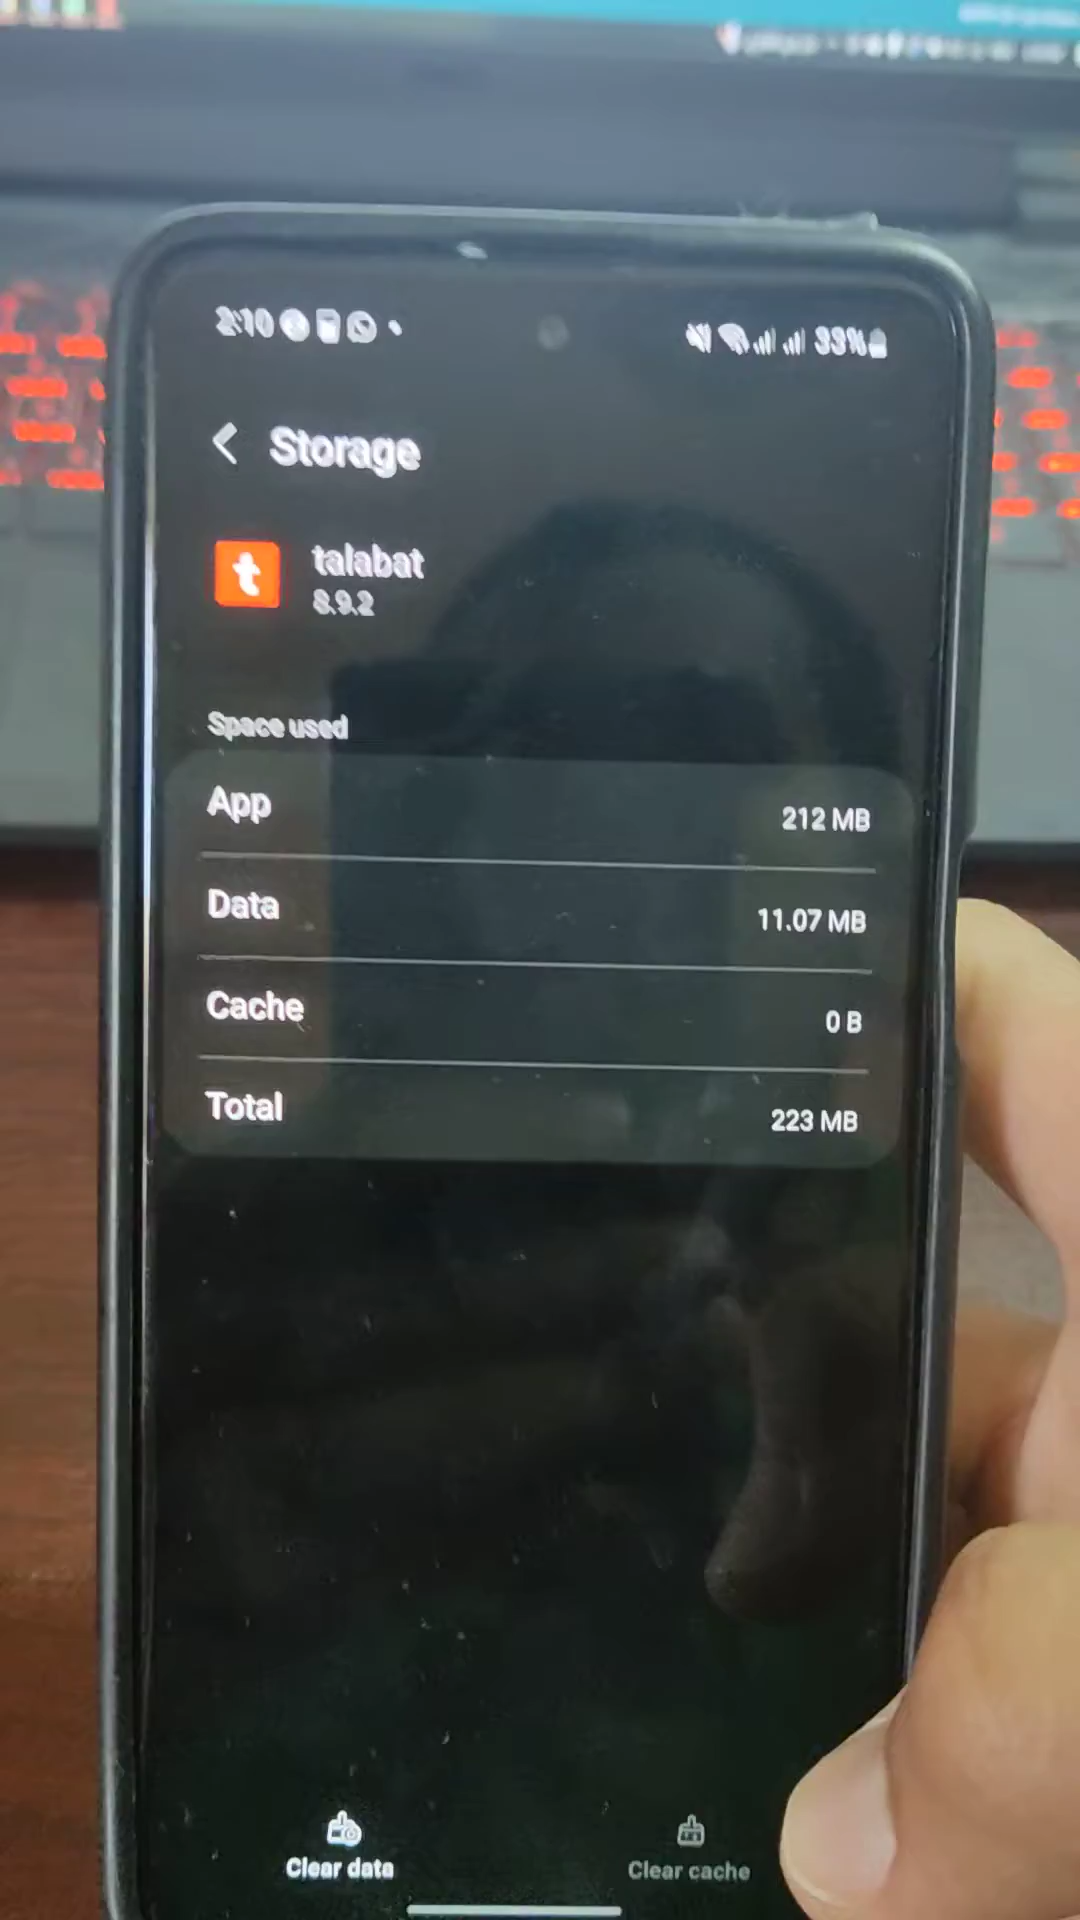 2:10
33%
Storage
t
talabat
8.9.2
Space used
App 212 MB
Data 11.07 MB
Cache 0 B
Total 223 MB
Clear data Clear cache